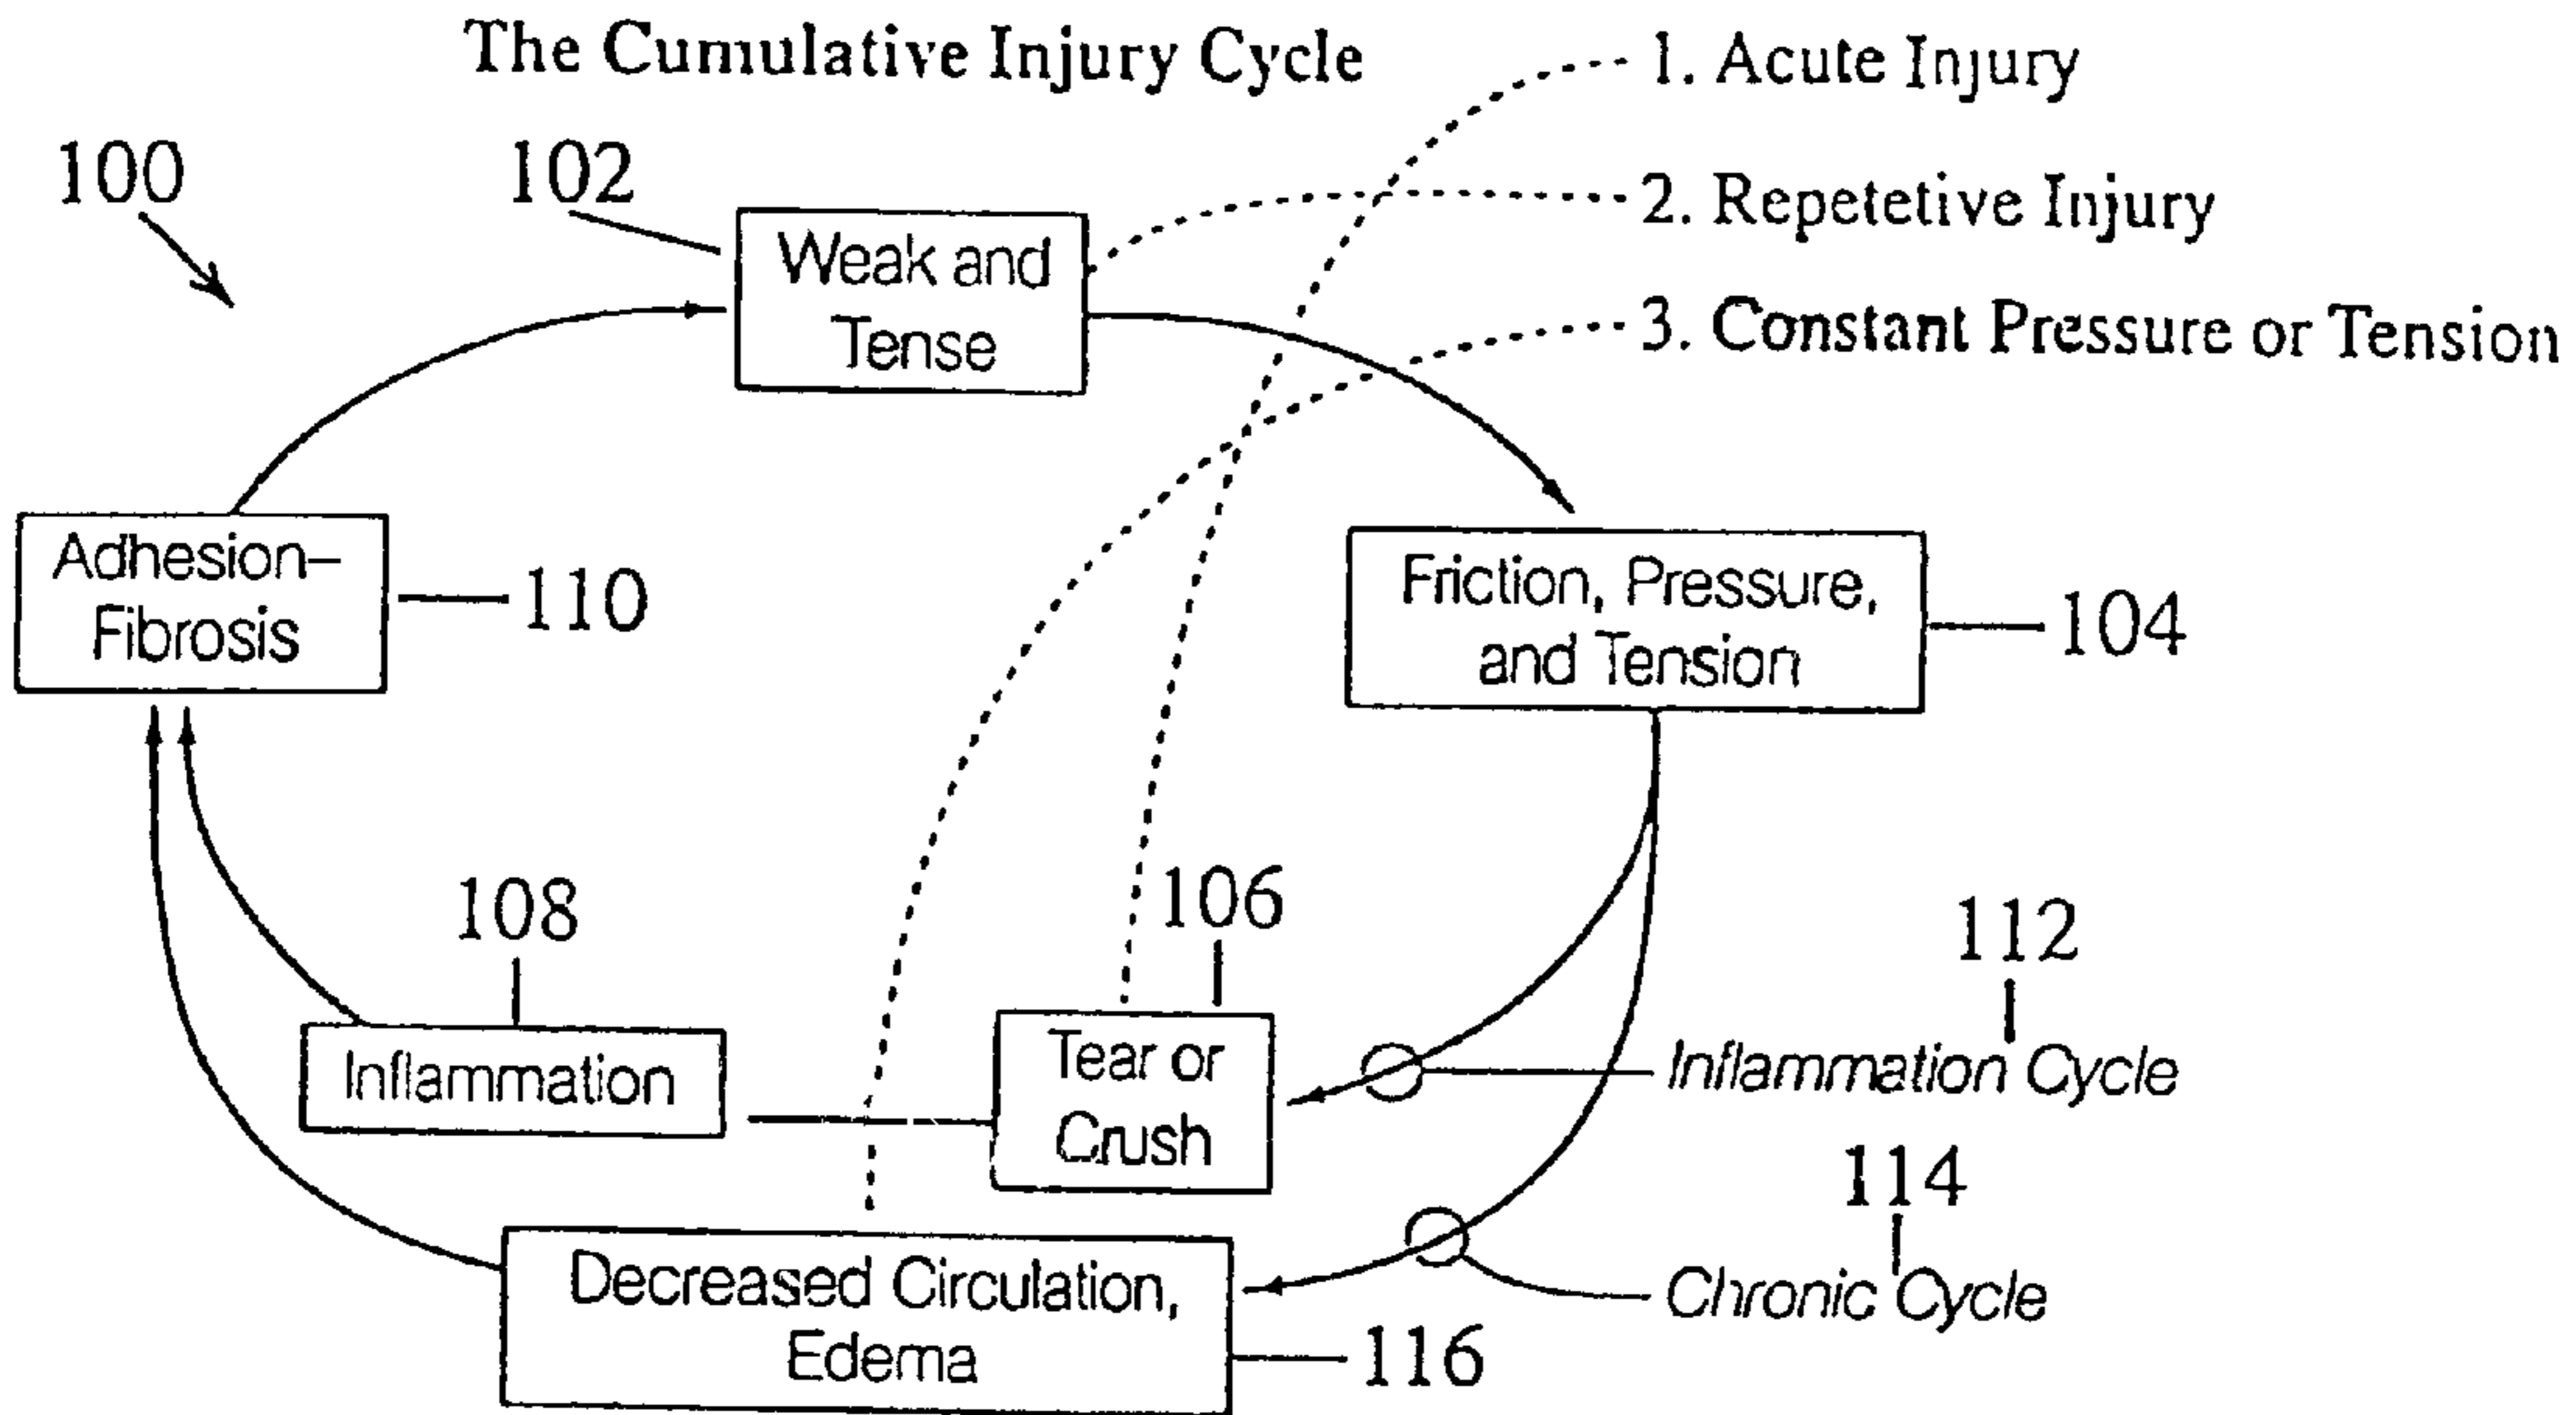 The Cumulative Injury Cycle
1. Acute Injury
100
102
2. Repetetive Injury
Weak and
Tense
3. Constant Pressure or Tension
Adhesion–
Fibrosis
110
Friction, Pressure,
and Tension
104
108
106
112
Inflammation
Tear or
Crush
Inflammation Cycle
114
Decreased Circulation,
Edema
Chronic Cycle
116